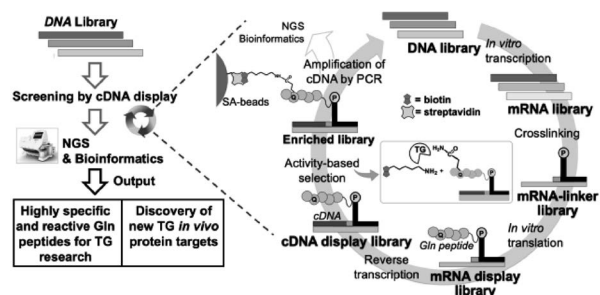 DNA Library
Screening by cDNA display
NGS
& Bioinformatics
Output
Highly specific
and reactive Gln
peptides for TG
research
Discovery of
new TG in vivo
protein targets
NGS
Bioinformatics
SA-beads
Amplification of
cDNA by PCR
Q
P
Enriched library
Activity-based
selection
cDNA
P
cDNA display library
Reverse
transcription
DNA library
In vitro
transcription
mRNA library
Crosslinking
P
mRNA-linker
library
In vitro
translation
Gln peptide
Q
P
mRNA display
library
biotin
streptavidin
TG
H₂N
O
NH₂
+
Q
P